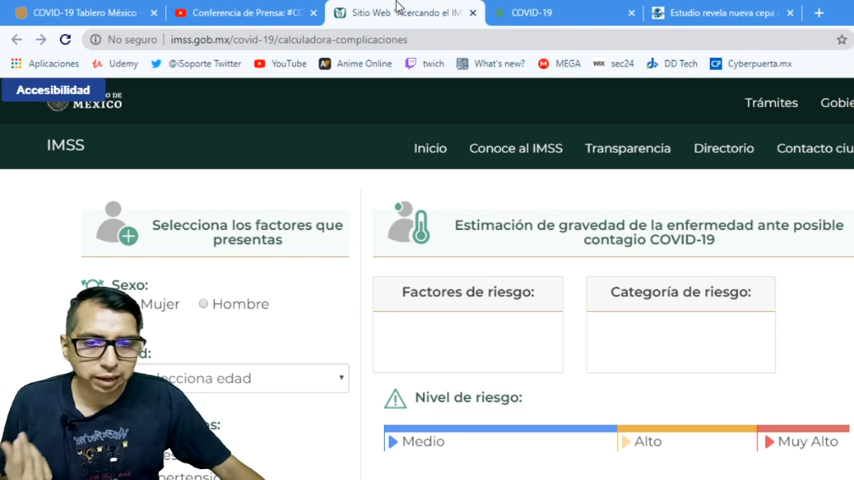 COVID-19 Tablero México
Conferencia de Prensa: #CO
Sitio Web "Acercando el IM
COVID-19
Estudio revela nueva cepa
No seguro
imss.gob.mx/covid-19/calculadora-complicaciones
Aplicaciones
Udemy
@iSoporte Twitter
YouTube
Anime Online
twich
What's new?
MEGA
sec24
DD Tech
Cyberpuerta.mx
Accesibilidad
MÉXICO
Trámites
Gobie
IMSS
Inicio
Conoce al IMSS
Transparencia
Directorio
Contacto ciu
Selecciona los factores que
presentas
Estimación de gravedad de la enfermedad ante posible
contagio COVID-19
Sexo:
Mujer
Hombre
Factores de riesgo:
Categoría de riesgo:
lecciona edad
Nivel de riesgo:
Medio
Alto
Muy Alto
pertensi